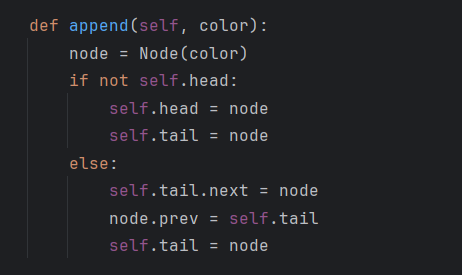 def append(self, color):
    node = Node(color)
    if not self.head:
        self.head = node
        self.tail = node
    else:
        self.tail.next = node
        node.prev = self.tail
        self.tail = node